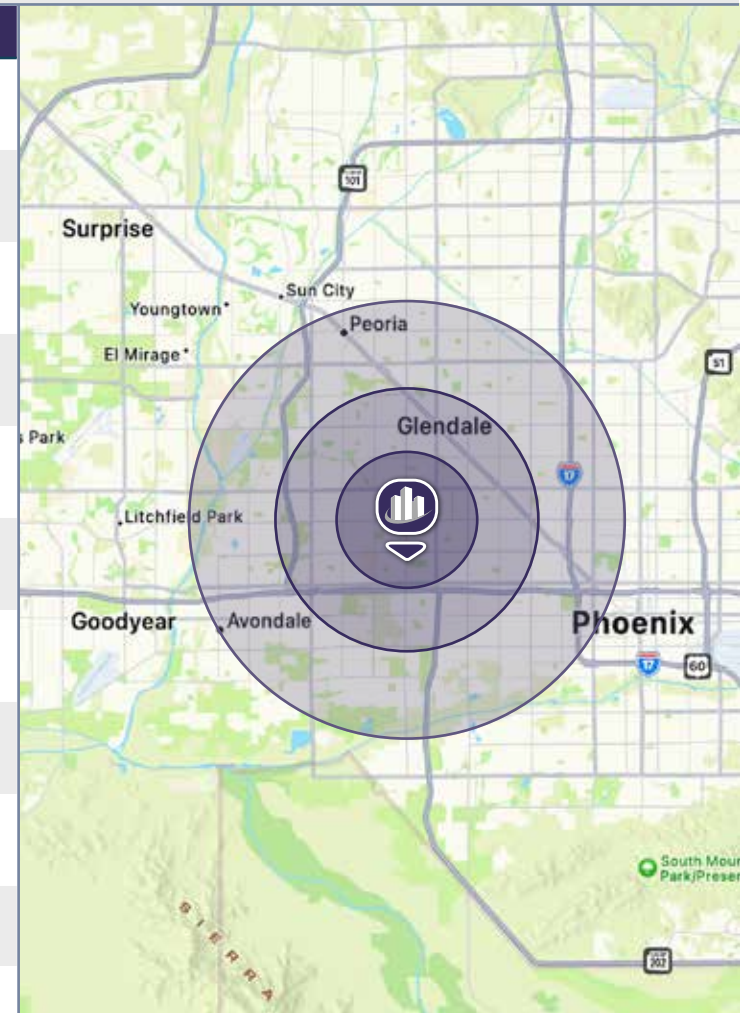 101
Surprise
Sun City
Youngtown
Peoria
El Mirage
51
Glendale
s Park
17
Litchfield Park
Goodyear
Avondale
Phoenix
17
60
South Moun
Park/Preser
SIERRA
202